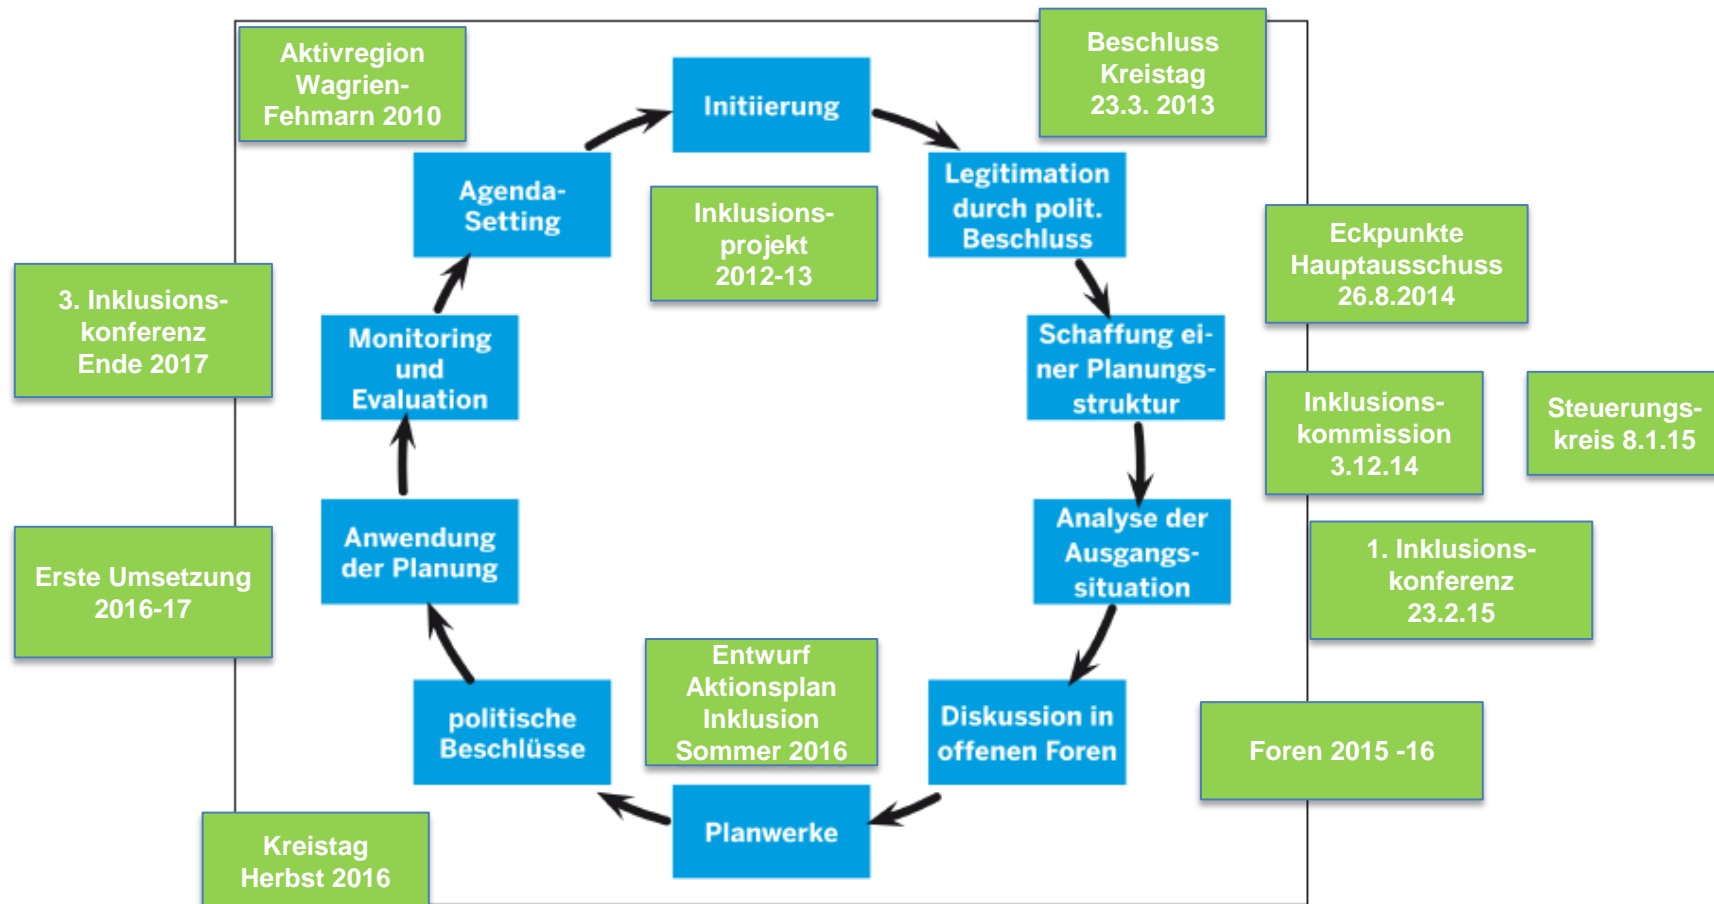 Aktivregion
Wagrien-
Fehmarn 2010
Initiierung
Beschluss
Kreistag
23.3. 2013
Agenda-
Setting
Inklusions-
projekt
2012-13
Legitimation
durch polit.
Beschluss
Eckpunkte
Hauptausschuss
26.8.2014
3. Inklusions-
konferenz
Ende 2017
Monitoring
und
Evaluation
Schaffung ei-
ner Planungs-
struktur
Inklusions-
kommission
3.12.14
Steuerungs-
kreis 8.1.15
Erste Umsetzung
2016-17
Anwendung
der Planung
Analyse der
Ausgangs-
situation
1. Inklusions-
konferenz
23.2.15
politische
Beschlüsse
Entwurf
Aktionsplan
Inklusion
Sommer 2016
Diskussion in
offenen Foren
Foren 2015 -16
Kreistag
Herbst 2016
Planwerke